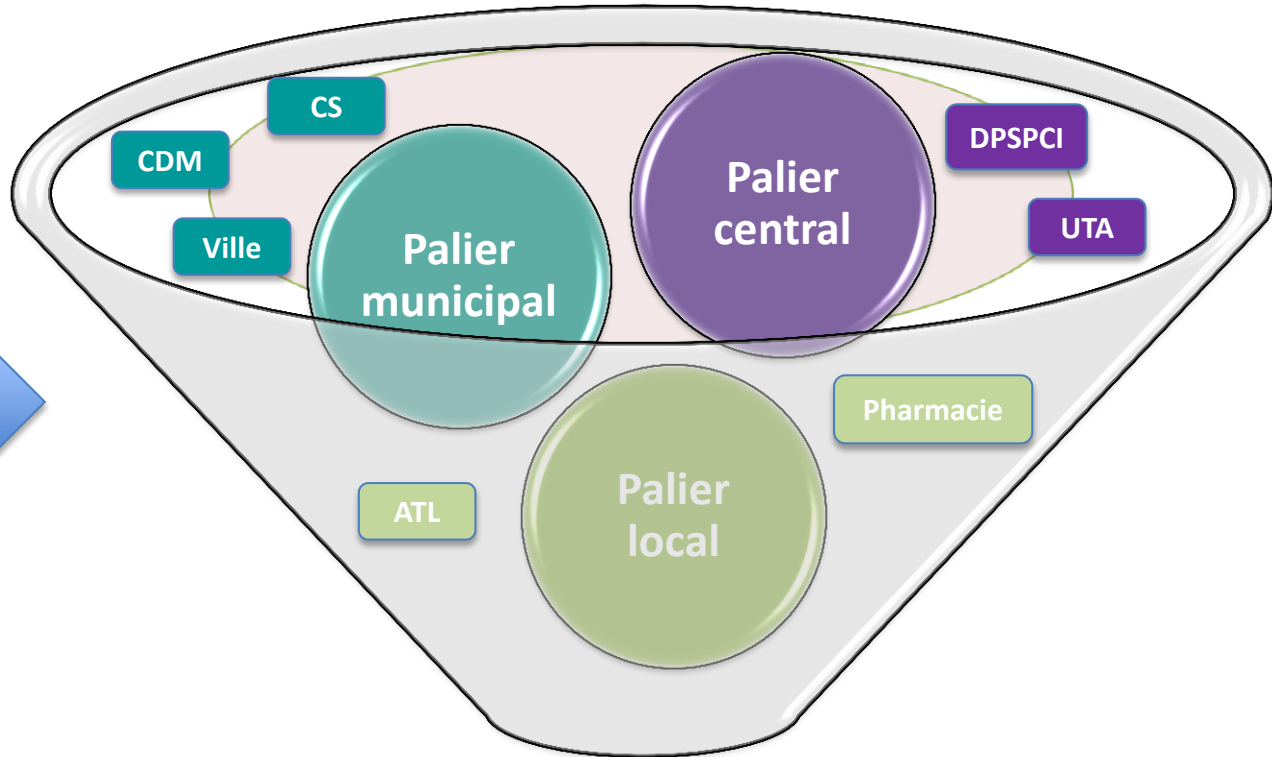 CS
CDM
Ville
Palier
municipal
Palier
central
DPSPCI
UTA
Pharmacie
ATL
Palier
local